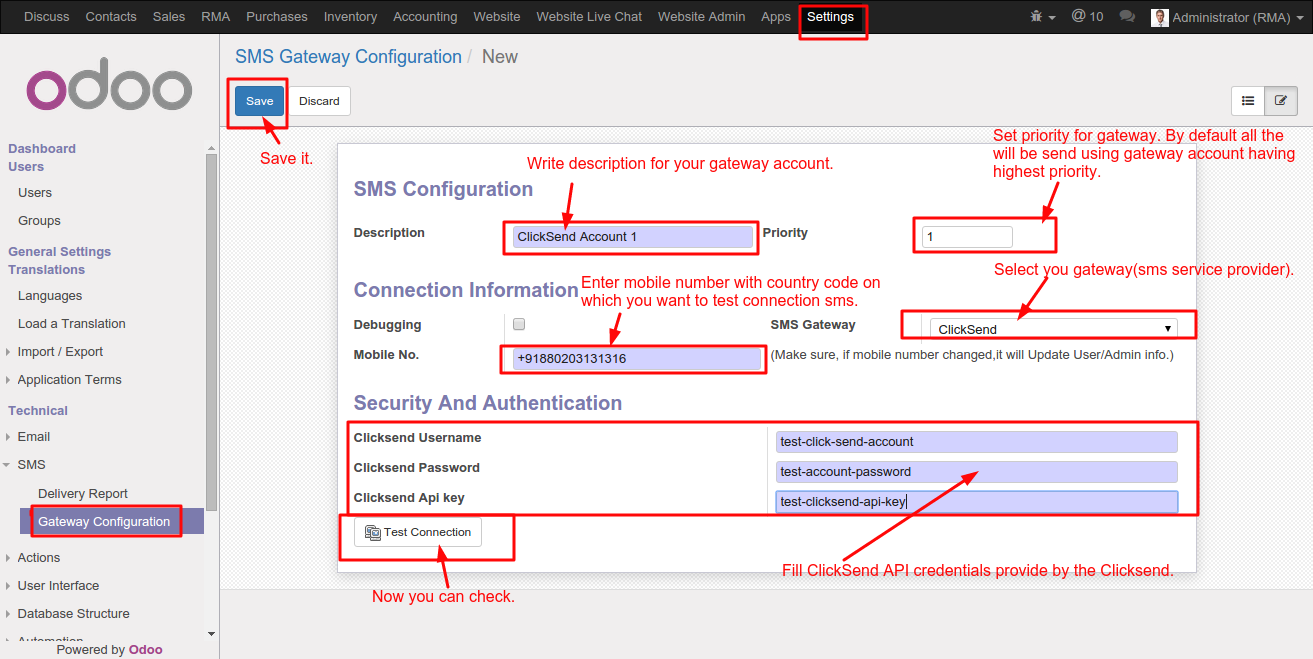 Discuss Contacts Sales RMA Purchases Inventory Accounting Website Website Live Chat Website Admin Apps Settings @ 10 Administrator (RMA)
odoo
SMS Gateway Configuration / New
Save Discard
Save it.
Write description for your gateway account.
Set priority for gateway. By default all the
will be send using gateway account having
highest priority.
Dashboard
Users
Users
Groups
General Settings
Translations
Languages
Load a Translation
Import / Export
Application Terms
Technical
Email
SMS
Delivery Report
Gateway Configuration
Actions
User Interface
Database Structure
Automation
Powered by Odoo
SMS Configuration
Description ClickSend Account 1 Priority 1
Select you gateway(sms service provider).
Connection Information
Enter mobile number with country code on
which you want to test connection sms.
Debugging SMS Gateway ClickSend
Mobile No. +91880203131316 (Make sure, if mobile number changed,it will Update User/Admin info.)
Security And Authentication
Clicksend Username test-click-send-account
Clicksend Password test-account-password
Clicksend Api key test-clicksend-api-key
Test Connection
Fill ClickSend API credentials provide by the Clicksend.
Now you can check.